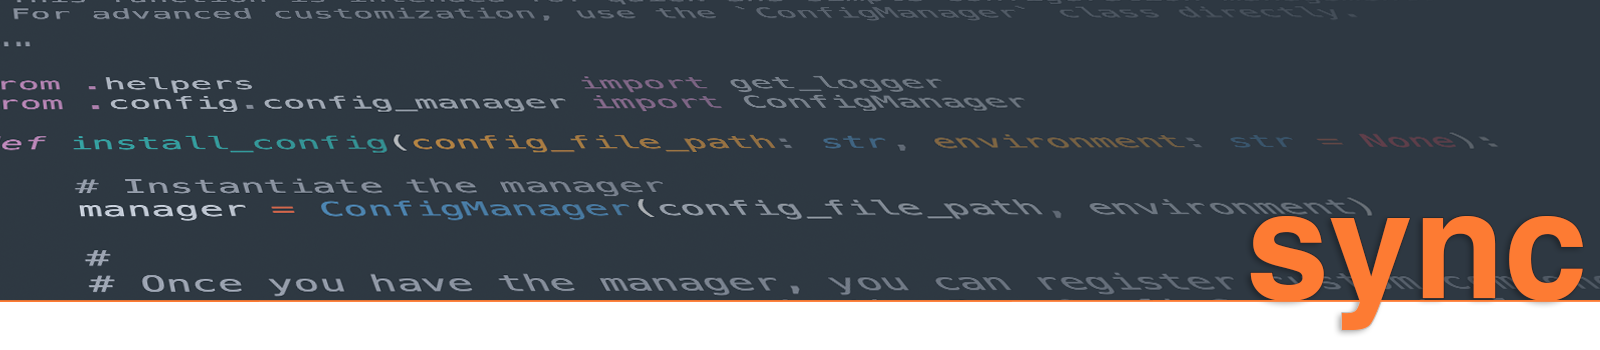 For advanced customization, use the `ConfigManager` class directly.
...
rom .helpers import get_logger
rom .config.config_manager import ConfigManager
ef install_config(config_file_path: str, environment: str = None):
# Instantiate the manager
manager = ConfigManager(config_file_path, environment)
#
# Once you have the manager, you can register
sync